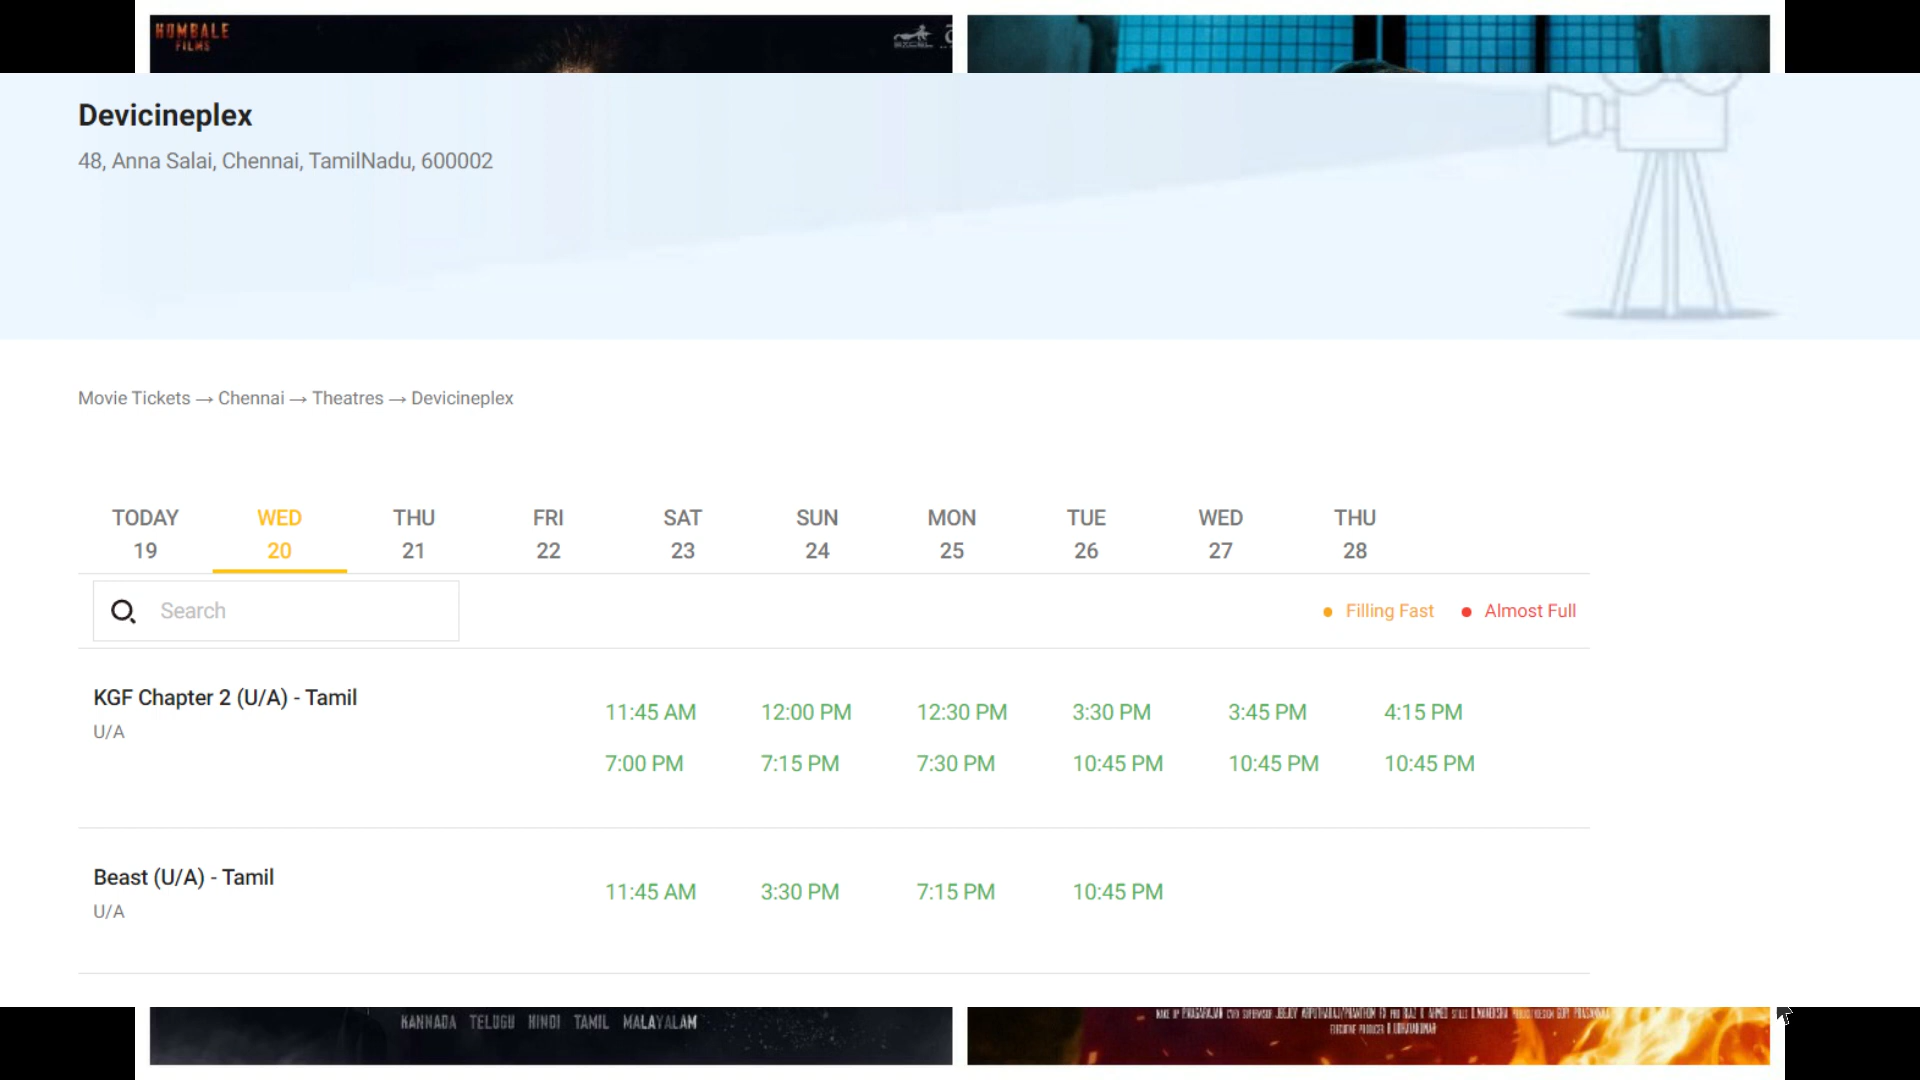 HOMBALE
FILMS
EXCEL
Devicineplex
48, Anna Salai, Chennai, TamilNadu, 600002
Movie Tickets → Chennai → Theatres → Devicineplex
TODAY WED THU FRI SAT SUN MON TUE WED THU
19 20 21 22 23 24 25 26 27 28
Search
Filling Fast Almost Full
KGF Chapter 2 (U/A) - Tamil
U/A
11:45 AM 12:00 PM 12:30 PM 3:30 PM 3:45 PM 4:15 PM
7:00 PM 7:15 PM 7:30 PM 10:45 PM 10:45 PM 10:45 PM
Beast (U/A) - Tamil
U/A
11:45 AM 3:30 PM 7:15 PM 10:45 PM
KANNADA TELUGU HINDI TAMIL MALAYALAM